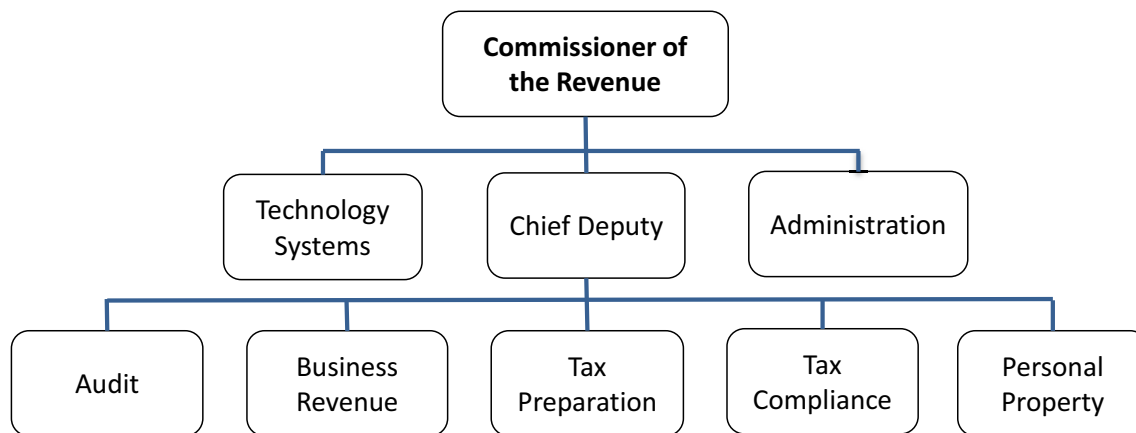 Commissioner of
the Revenue
Technology
Systems
Chief Deputy
Administration
Audit
Business
Revenue
Tax
Preparation
Tax
Compliance
Personal
Property